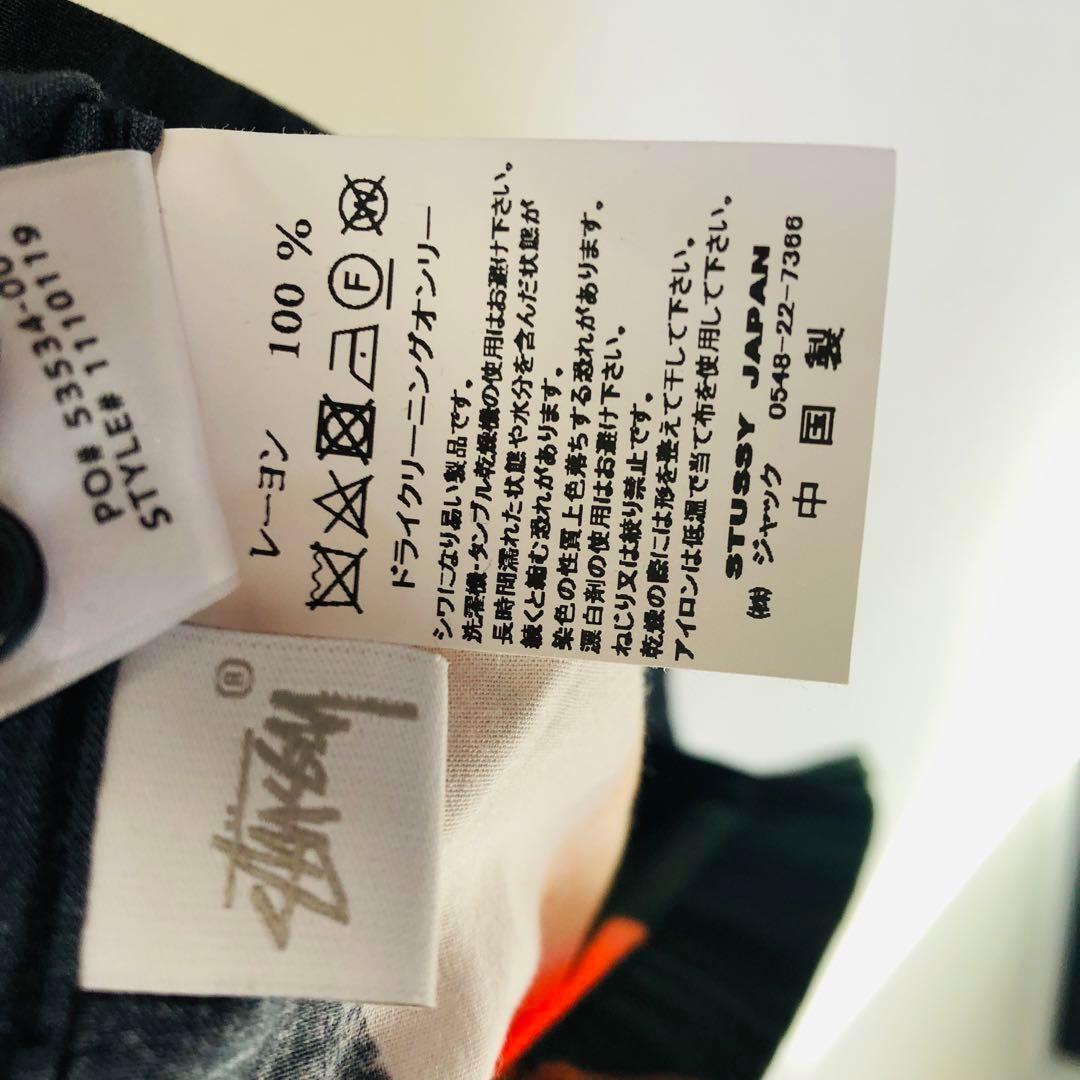 PO# S3534-00
STYLE# 1110119
レーヨン 100 %
F
W
ドライクリーニングオンリー
シワになり易い製品です。
洗濯機・タンブル乾燥機の使用はお避け下さい。
長時間濡れた状態や水分を含んだ状態が
続くと縮む恐れがあります。
染色の性質上色落ちする恐れがあります。
漂白剤の使用はお避け下さい。
ねじり又は絞り禁止です。
乾燥の際には形を整えて干して下さい。
アイロンは低温で当て布を使用して下さい。
STUSSY JAPAN
㈱ ジャック 0548-22-7366
中国製
Stüssy ®